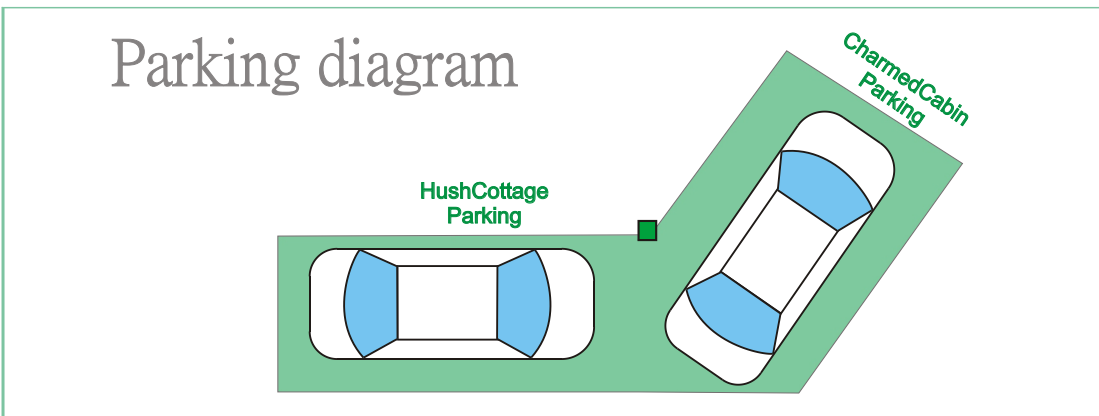 Parking diagram
CharmedCabin
Parking
HushCottage
Parking